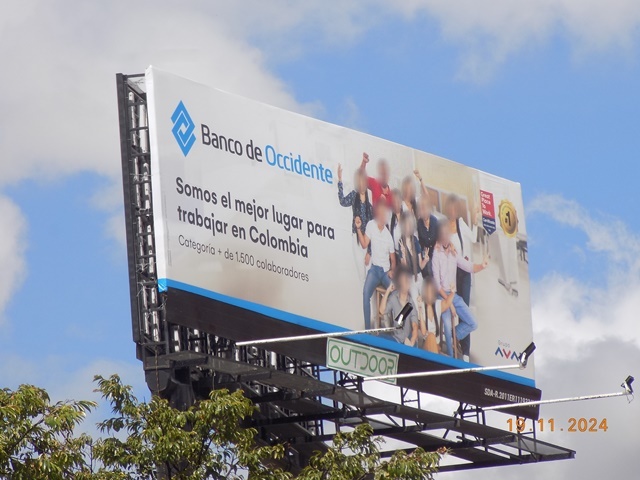 Banco de Occidente
Somos el mejor lugar para
trabajar en Colombia
Categoría + de 1.500 colaboradores
OUTDOOR
AVAL
19.11.2024